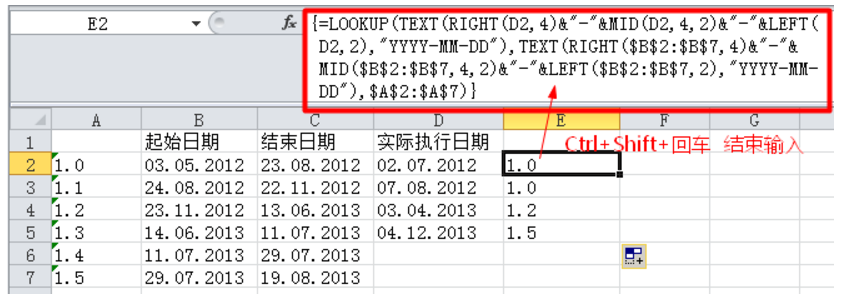 E2 fx {=LOOKUP(TEXT(RIGHT(D2,4)&"-"&MID(D2,4,2)&"-"&LEFT(
D2,2),"YYYY-MM-DD"),TEXT(RIGHT($B$2:$B$7,4)&"-"&
MID($B$2:$B$7,4,2)&"-"&LEFT($B$2:$B$7,2),"YYYY-MM-
DD"),$A$2:$A$7)}
A B C D E F G
1 起始日期 结束日期 实际执行日期 Ctrl+Shift+回车 结束输入
2 1.0 03.05.2012 23.08.2012 02.07.2012 1.0
3 1.1 24.08.2012 22.11.2012 07.08.2012 1.0
4 1.2 23.11.2012 13.06.2013 03.04.2013 1.2
5 1.3 14.06.2013 11.07.2013 04.12.2013 1.5
6 1.4 11.07.2013 29.07.2013
7 1.5 29.07.2013 19.08.2013